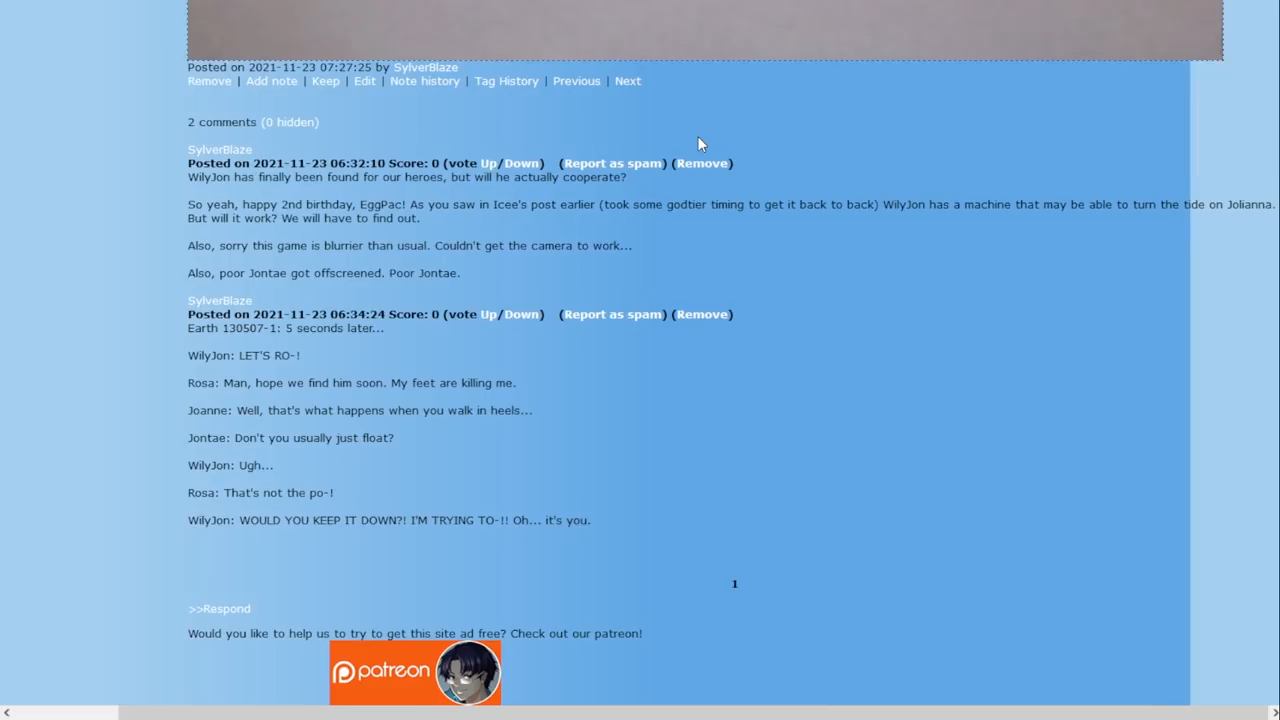 Posted on 2021-11-23 07:27:25 by SylverBlaze
Remove | Add note | Keep | Edit | Note history | Tag History | Previous | Next
2 comments (0 hidden)
SylverBlaze
Posted on 2021-11-23 06:32:10 Score: 0 (vote Up/Down) (Report as spam) (Remove)
WilyJon has finally been found for our heroes, but will he actually cooperate?
So yeah, happy 2nd birthday, EggPac! As you saw in Icee's post earlier (took some godtier timing to get it back to back) WilyJon has a machine that may be able to turn the tide on Jolianna.
But will it work? We will have to find out.
Also, sorry this game is blurrier than usual. Couldn't get the camera to work...
Also, poor Jontae got offscreened. Poor Jontae.
SylverBlaze
Posted on 2021-11-23 06:34:24 Score: 0 (vote Up/Down) (Report as spam) (Remove)
Earth 130507-1: 5 seconds later...
WilyJon: LET'S RO-!
Rosa: Man, hope we find him soon. My feet are killing me.
Joanne: Well, that's what happens when you walk in heels...
Jontae: Don't you usually just float?
WilyJon: Ugh...
Rosa: That's not the po-!
WilyJon: WOULD YOU KEEP IT DOWN?! I'M TRYING TO-!! Oh... it's you.
1
>>Respond
Would you like to help us to try to get this site ad free? Check out our patreon!
patreon